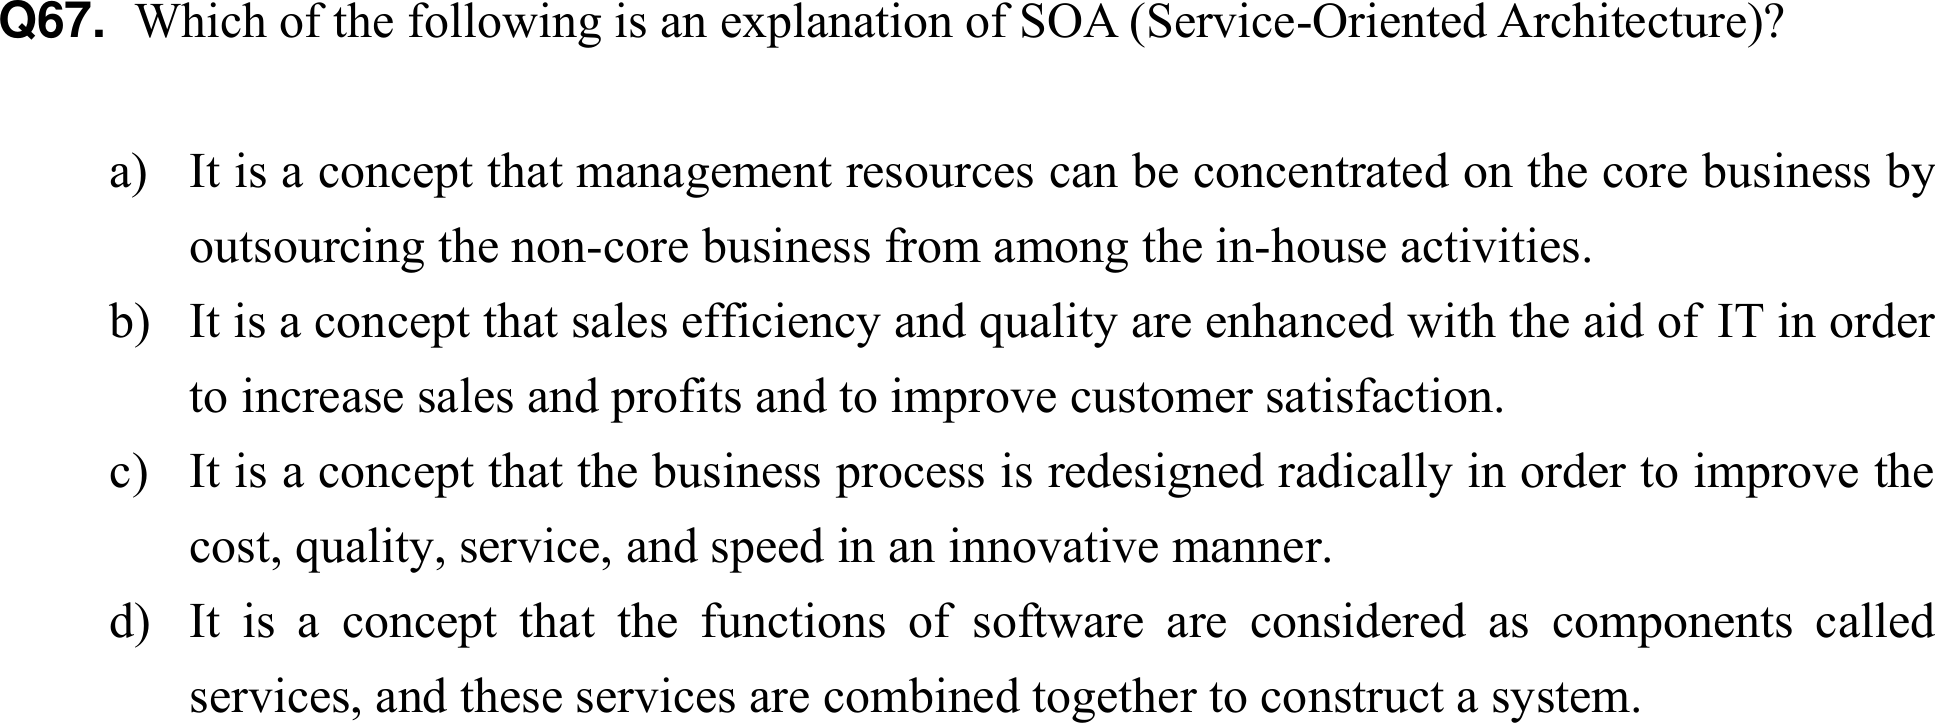 Q67. Which of the following is an explanation of SOA (Service-Oriented Architecture)?
a) It is a concept that management resources can be concentrated on the core business by
outsourcing the non-core business from among the in-house activities.
b) It is a concept that sales efficiency and quality are enhanced with the aid of IT in order
to increase sales and profits and to improve customer satisfaction.
c) It is a concept that the business process is redesigned radically in order to improve the
cost, quality, service, and speed in an innovative manner.
d) It is a concept that the functions of software are considered as components called
services, and these services are combined together to construct a system.